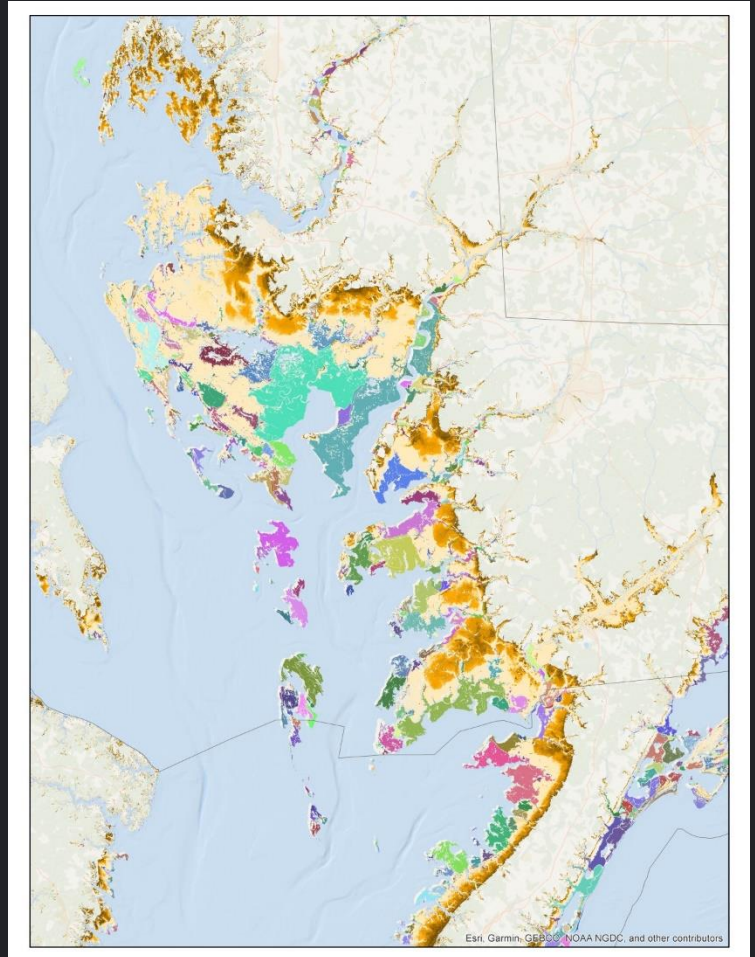 Esri, Garmin, GEBCO, NOAA NGDC, and other contributors